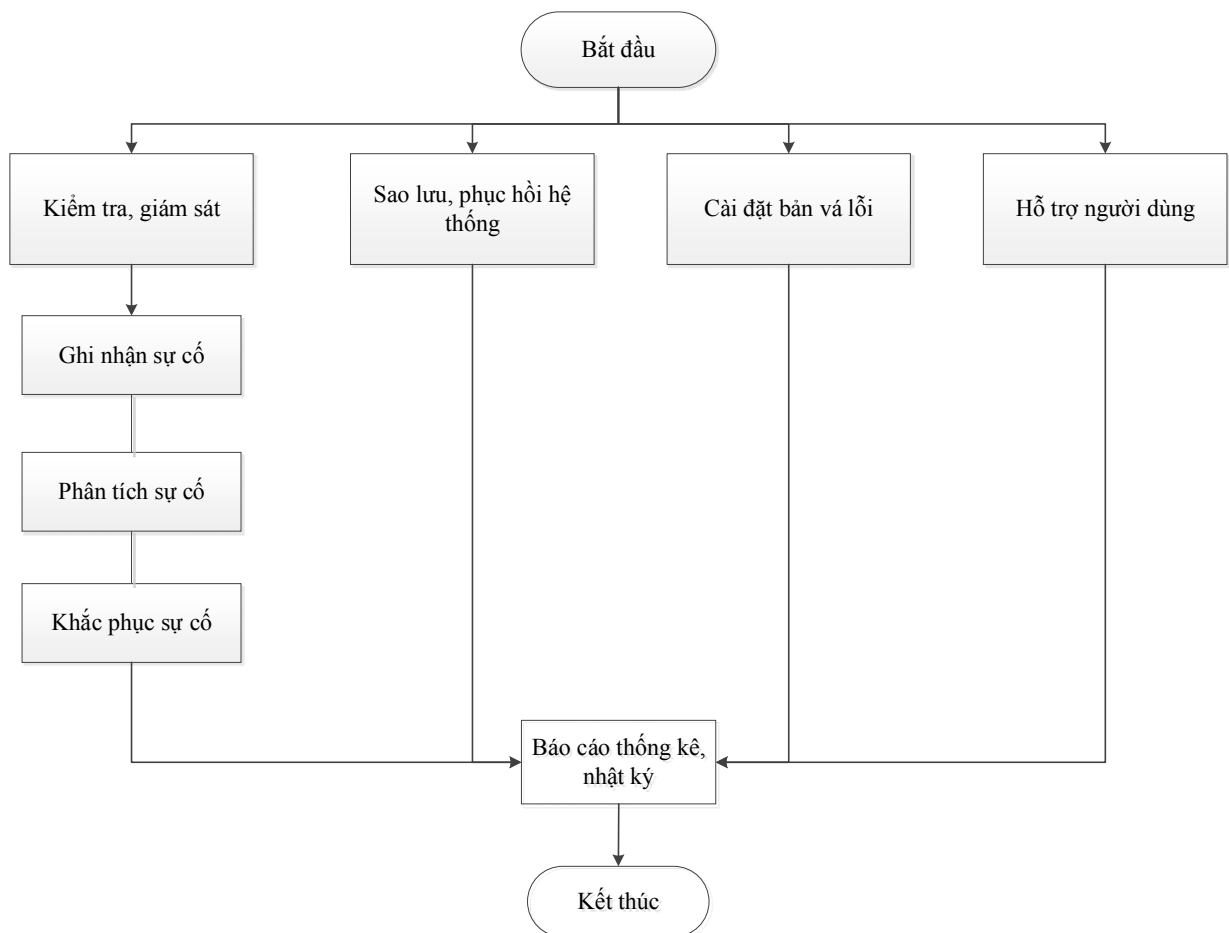 Bắt đầu
Kiểm tra, giám sát
Sao lưu, phục hồi hệ
thống
Cài đặt bản vá lỗi
Hỗ trợ người dùng
Ghi nhận sự cố
Phân tích sự cố
Khắc phục sự cố
Báo cáo thống kê,
nhật ký
Kết thúc